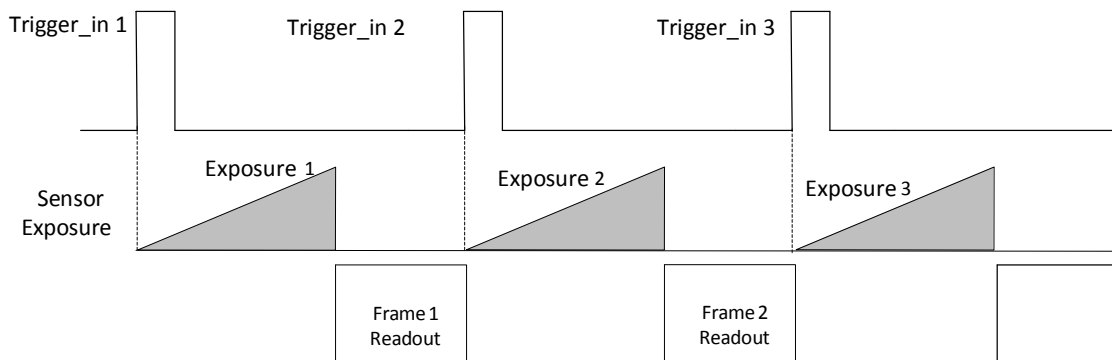 Trigger_in 1
Trigger_in 2
Trigger_in 3
Exposure 1
Exposure 2
Exposure 3
Sensor
Exposure
Frame 1
Readout
Frame 2
Readout